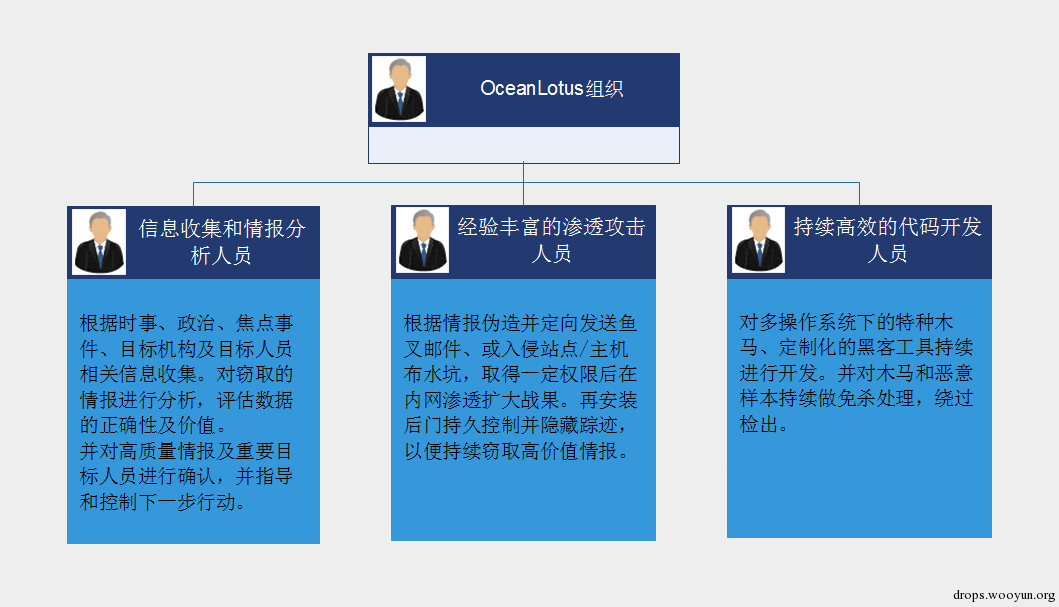 OceanLotus组织
信息收集和情报分
析人员
根据时事、政治、焦点事
件、目标机构及目标人员
相关信息收集。对窃取的
情报进行分析，评估数据
的正确性及价值。
并对高质量情报及重要目
标人员进行确认，并指导
和控制下一步行动。
经验丰富的渗透攻击
人员
根据情报伪造并定向发送鱼
叉邮件、或入侵站点/主机
布水坑，取得一定权限后在
内网渗透扩大战果。再安装
后门持久控制并隐藏踪迹，
以便持续窃取高价值情报。
持续高效的代码开发
人员
对多操作系统下的特种木
马、定制化的黑客工具持续
进行开发。并对木马和恶意
样本持续做免杀处理，绕过
检出。
drops.wooyun.org